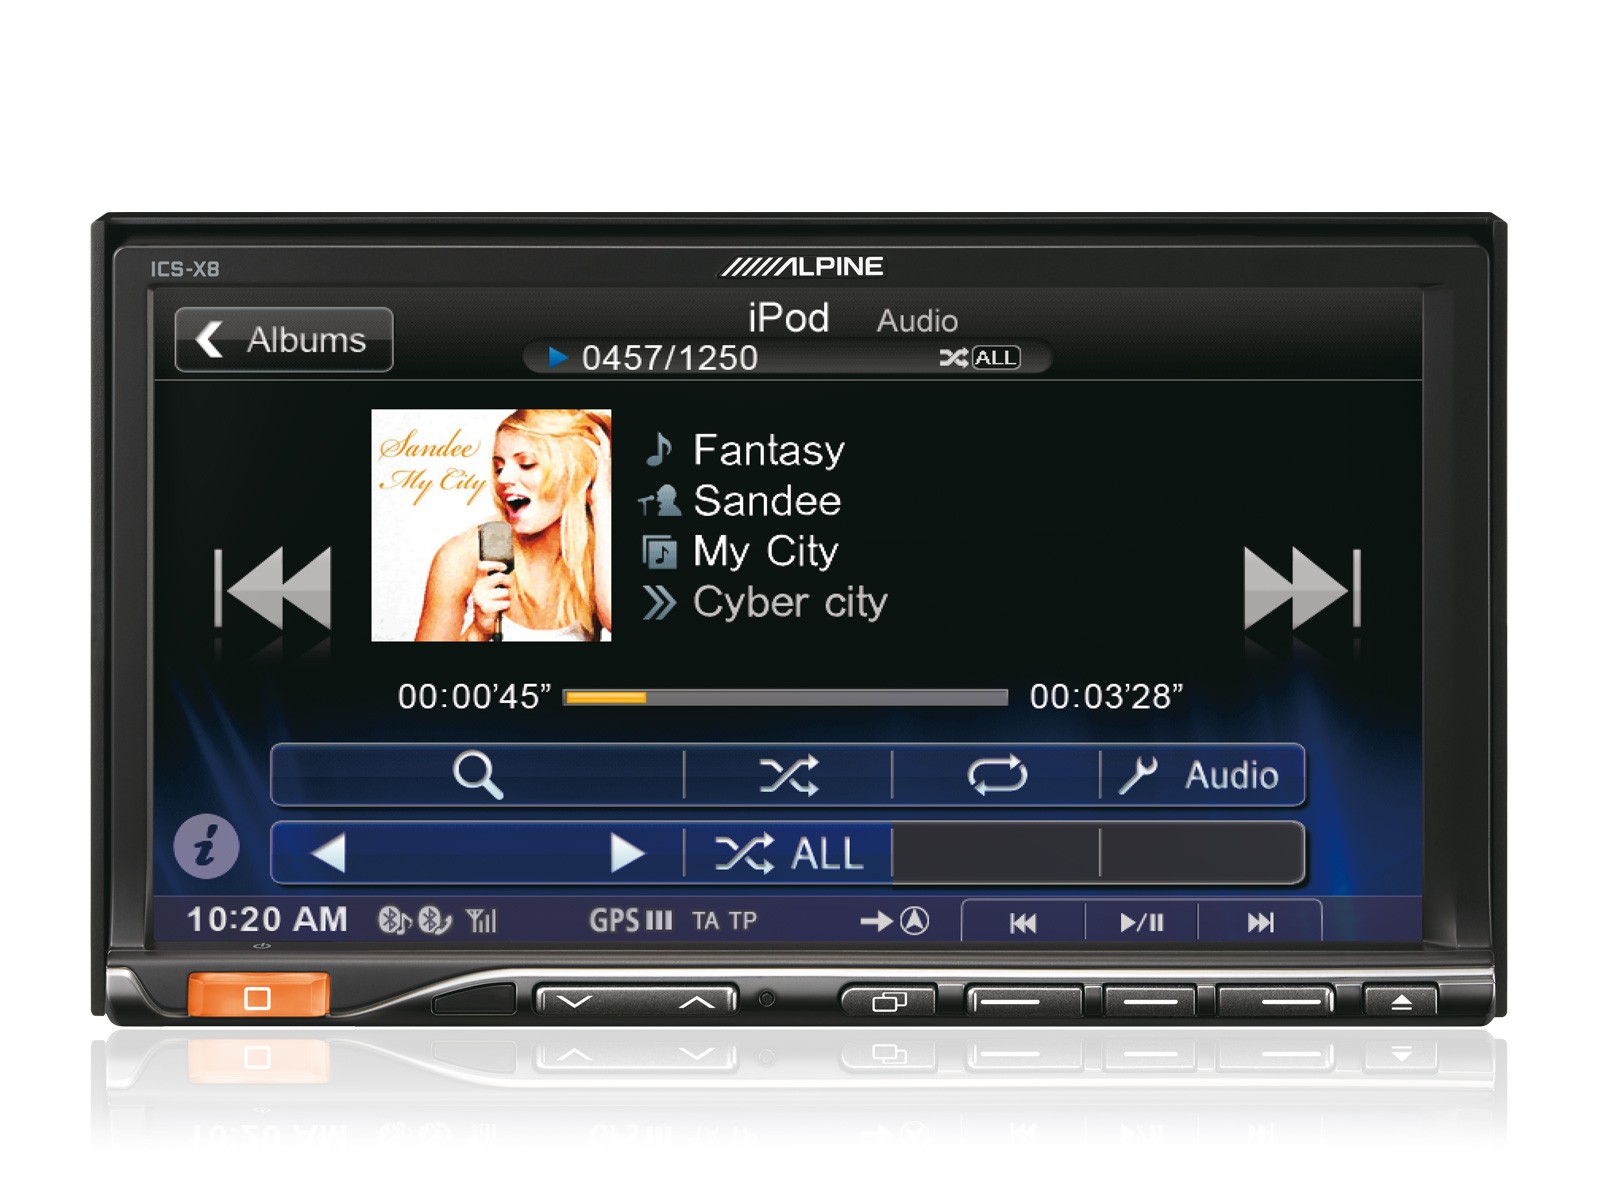 ICS-X8
ALPINE
Albums
iPod Audio
0457/1250 ALL
Sandee
My City
Fantasy
Sandee
My City
Cyber city
00:00'45" 00:03'28"
Audio
i
ALL
10:20 AM GPS TA TP